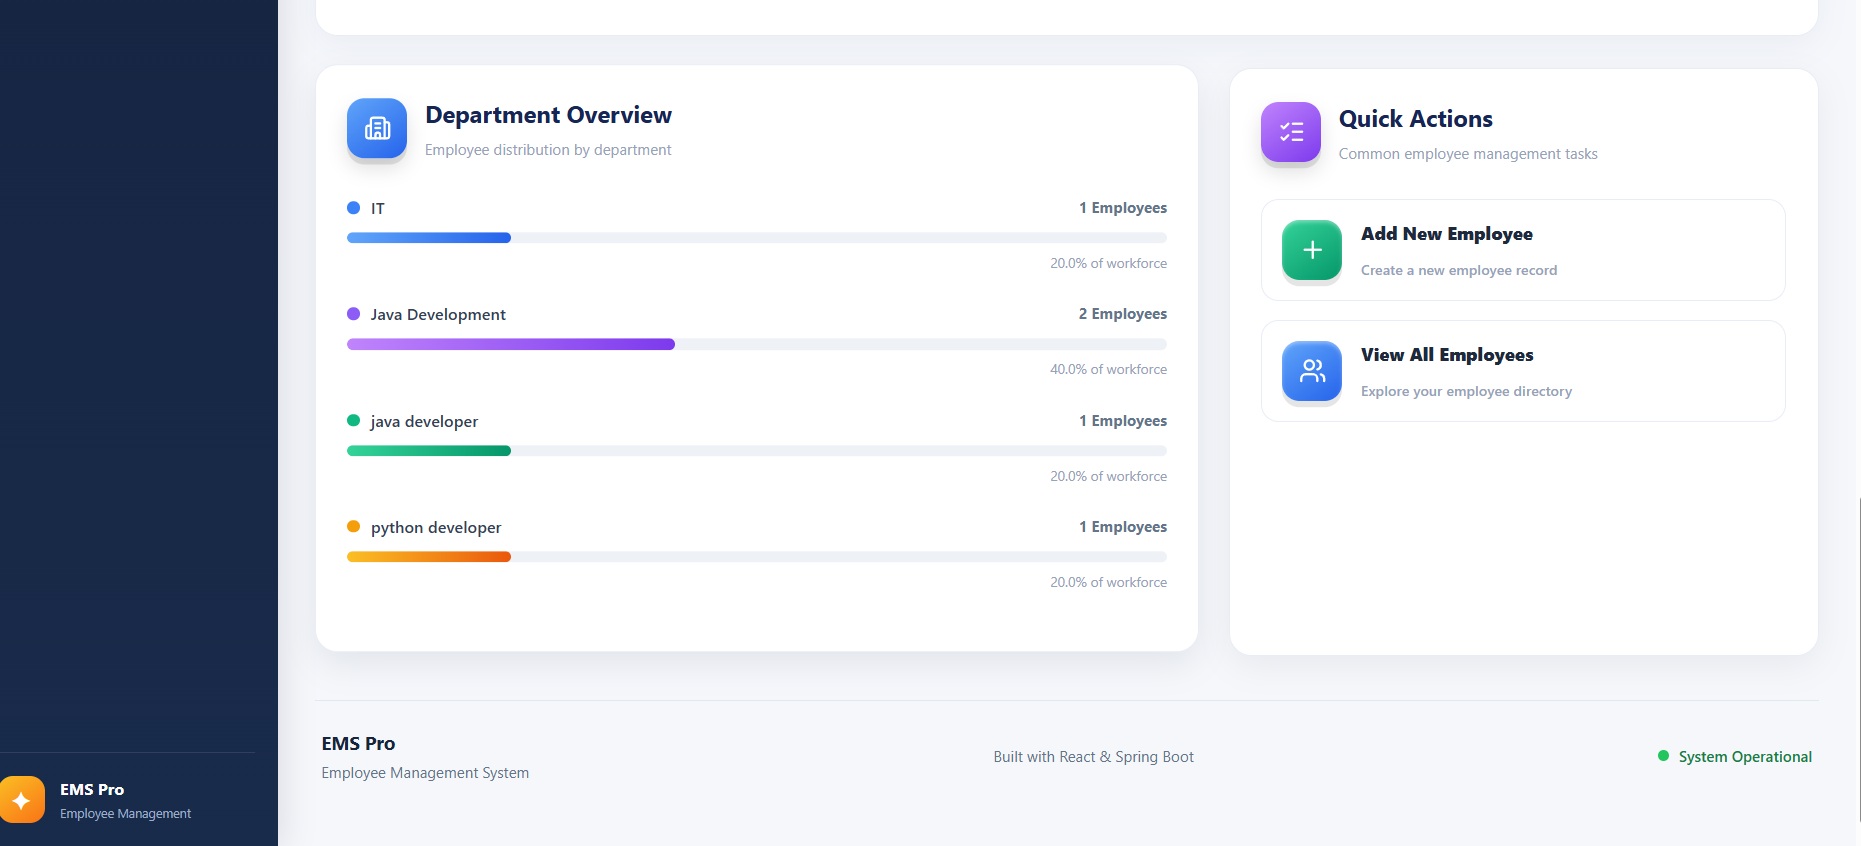 Department Overview
Employee distribution by department
IT
1 Employees
20.0% of workforce
Java Development
2 Employees
40.0% of workforce
java developer
1 Employees
20.0% of workforce
python developer
1 Employees
20.0% of workforce
Quick Actions
Common employee management tasks
Add New Employee
Create a new employee record
View All Employees
Explore your employee directory
EMS Pro
Employee Management System
Built with React & Spring Boot
System Operational
EMS Pro
Employee Management